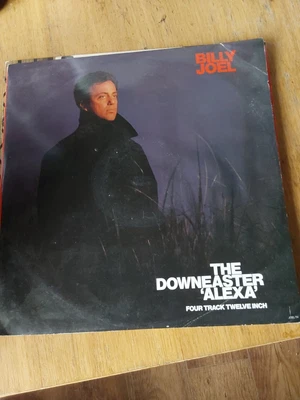 BILLY
JOEL
THE
DOWNEASTER
'ALEXA'
FOUR TRACK TWELVE INCH